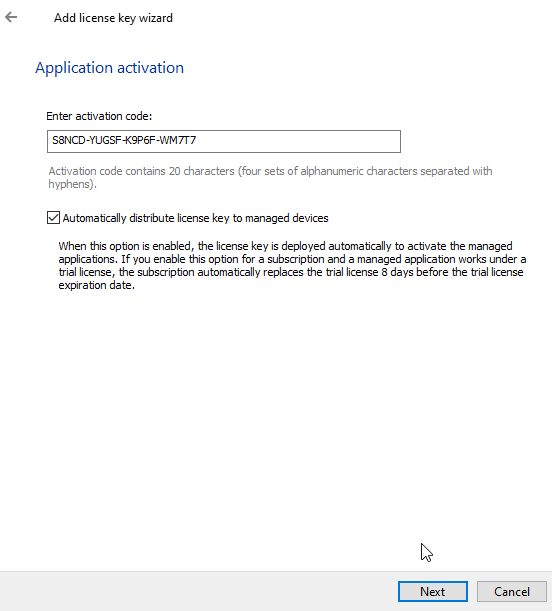 Add license key wizard
Application activation
Enter activation code:
S8NCD-YUGSF-K9P6F-WM7T7
Activation code contains 20 characters (four sets of alphanumeric characters separated with
hyphens).
Automatically distribute license key to managed devices
When this option is enabled, the license key is deployed automatically to activate the managed
applications. If you enable this option for a subscription and a managed application works under a
trial license, the subscription automatically replaces the trial license 8 days before the trial license
expiration date.
Next
Cancel